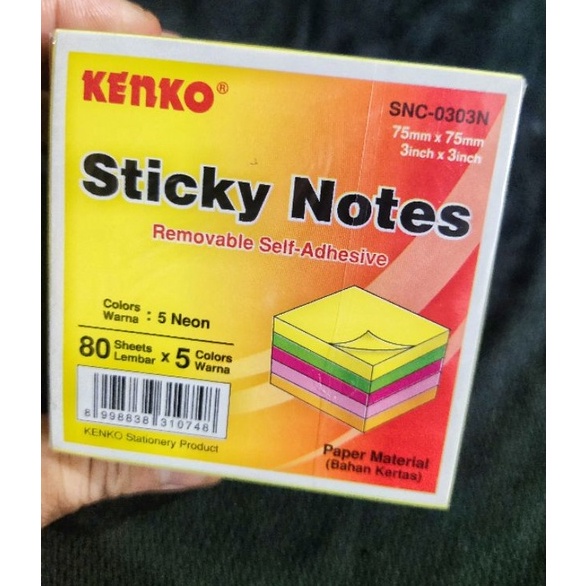 KENKO®
SNC-0303N
75mm x 75mm
3inch x 3inch
Sticky Notes
Removable Self-Adhesive
Colors
Warna : 5 Neon
80 Sheets Lembar x 5 Colors Warna
8 998838 310748
KENKO Stationery Product
Paper Material
(Bahan Kertas)